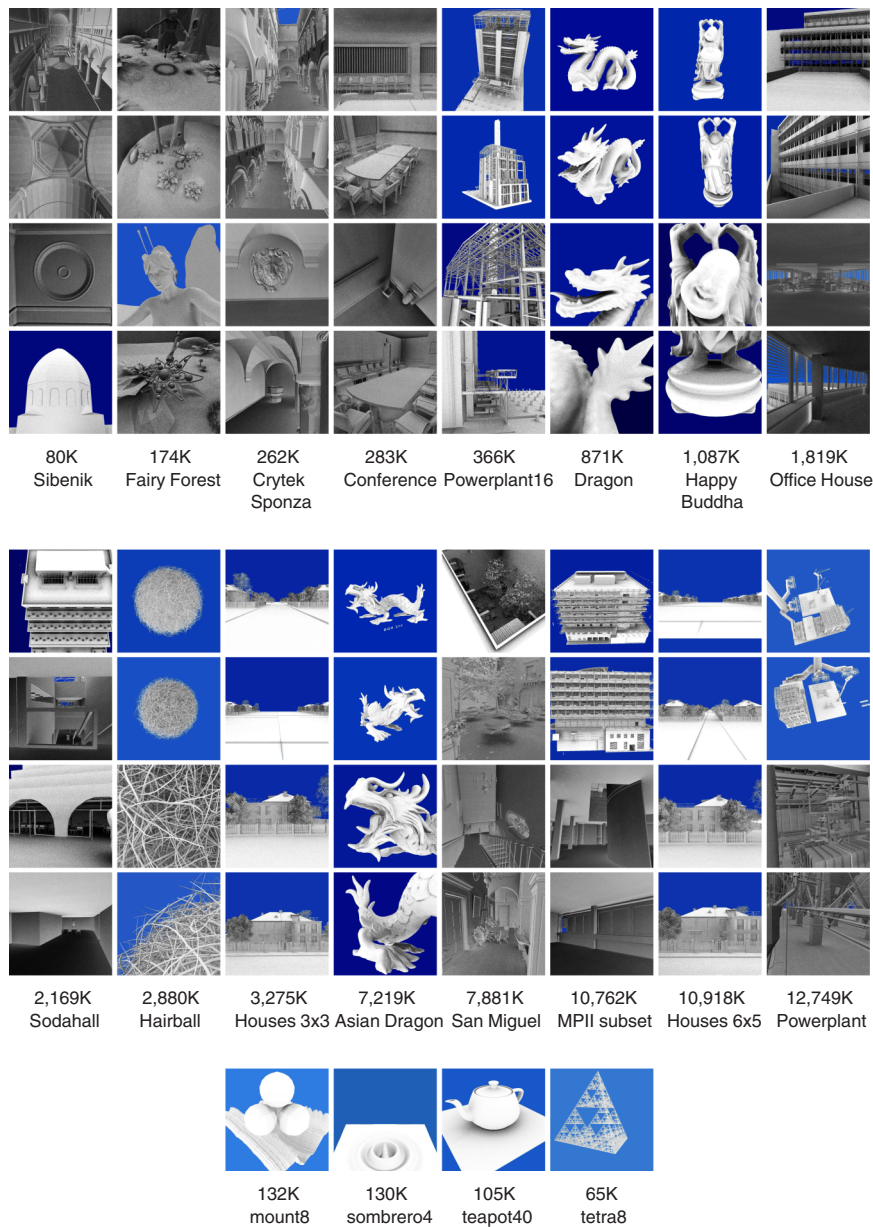 80K 174K 262K 283K 366K 871K 1,087K 1,819K
Sibenik Fairy Forest Crytek Conference Powerplant16 Dragon Happy Office House
Sponza Buddha
2,169K 2,880K 3,275K 7,219K 7,881K 10,762K 10,918K 12,749K
Sodahall Hairball Houses 3x3 Asian Dragon San Miguel MPII subset Houses 6x5 Powerplant
132K 130K 105K 65K
mount8 sombrero4 teapot40 tetra8